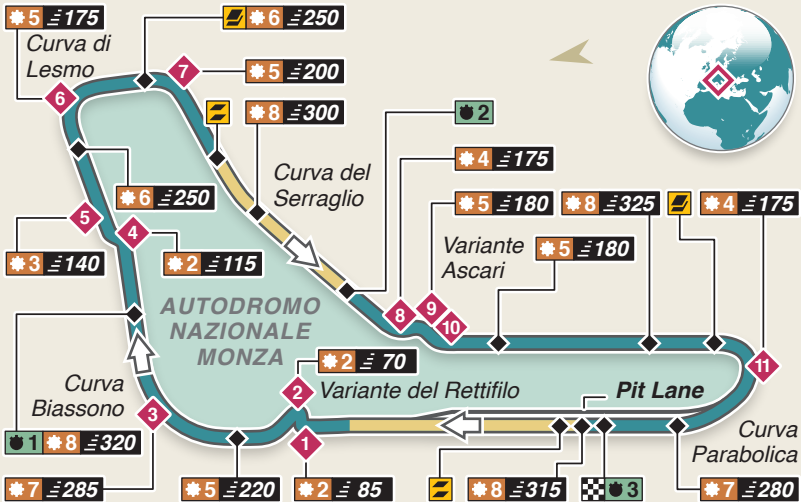 5 175
6 250
Curva di
Lesmo
7
5 200
6
8 300
2
Curva del
Serraglio
4 175
6 250
5 180
8 325
4 175
5
4
Variante
Ascari
5 180
3 140
2 115
8
9
10
AUTODROMO
NAZIONALE
MONZA
2 70
11
Curva
Biassono
3
2
Variante del Rettifilo
Pit Lane
1 8 320
1
Curva
Parabolica
7 285
5 220
2 85
8 315
3
7 280